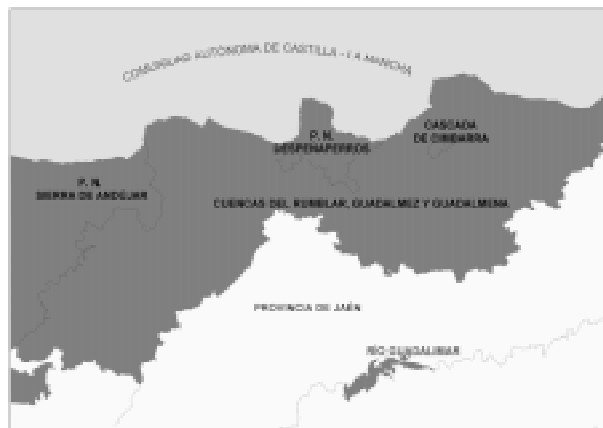 COMUNIDAD AUTÓNOMA DE CASTILLA - LA MANCHA
P. N.
DESPEÑAPERROS
CASCADA
DE CIMBARRA
P. N.
SIERRA DE ANDÚJAR
CUENCAS DEL RUMBLAR, GUADALMEZ Y GUADALMENA
PROVINCIA DE JAÉN
RÍO GUADALIMAR